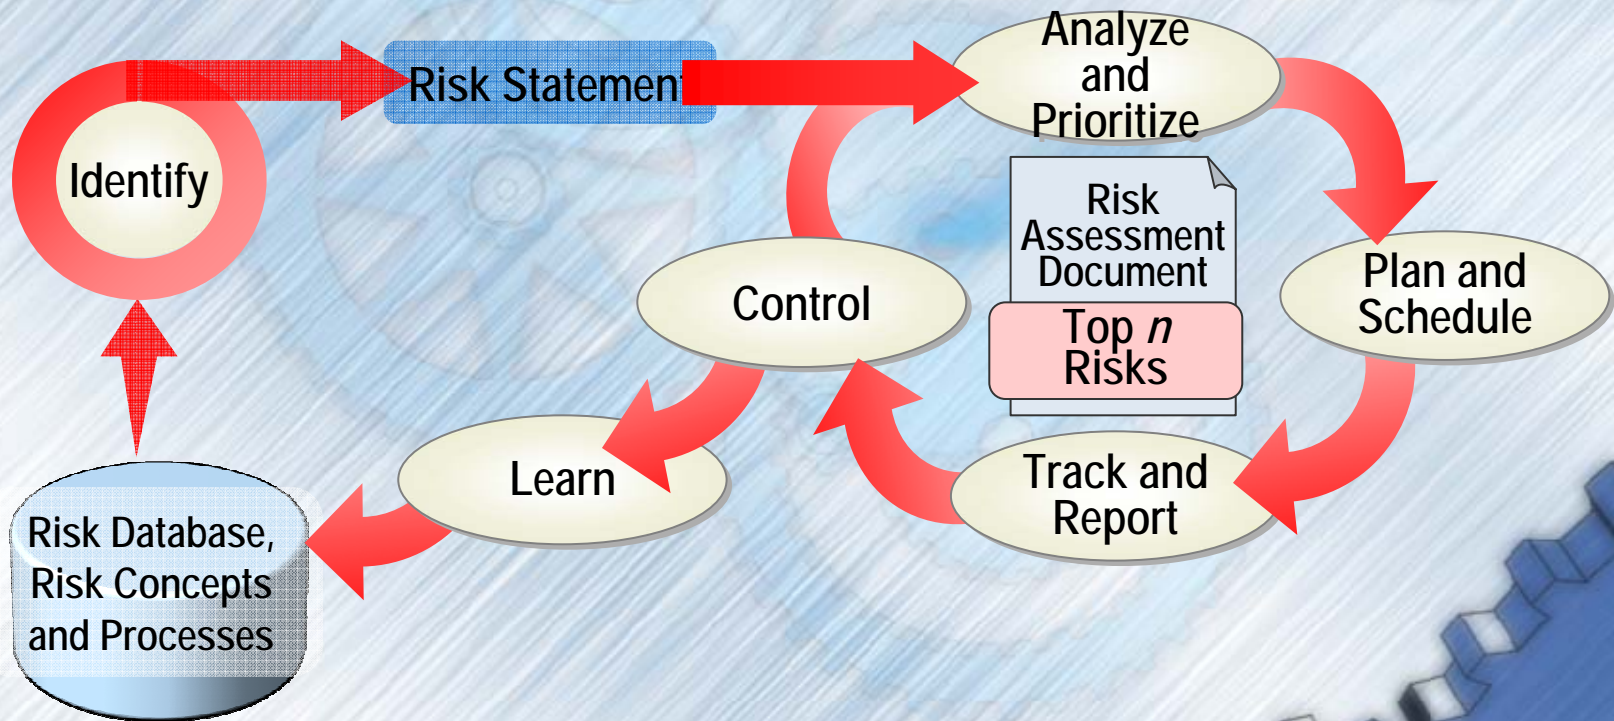 Analyze
and
Prioritize
Risk Statement
Identify
Risk
Assessment
Document
Top n
Risks
Plan and
Schedule
Control
Track and
Report
Learn
Risk Database,
Risk Concepts
and Processes